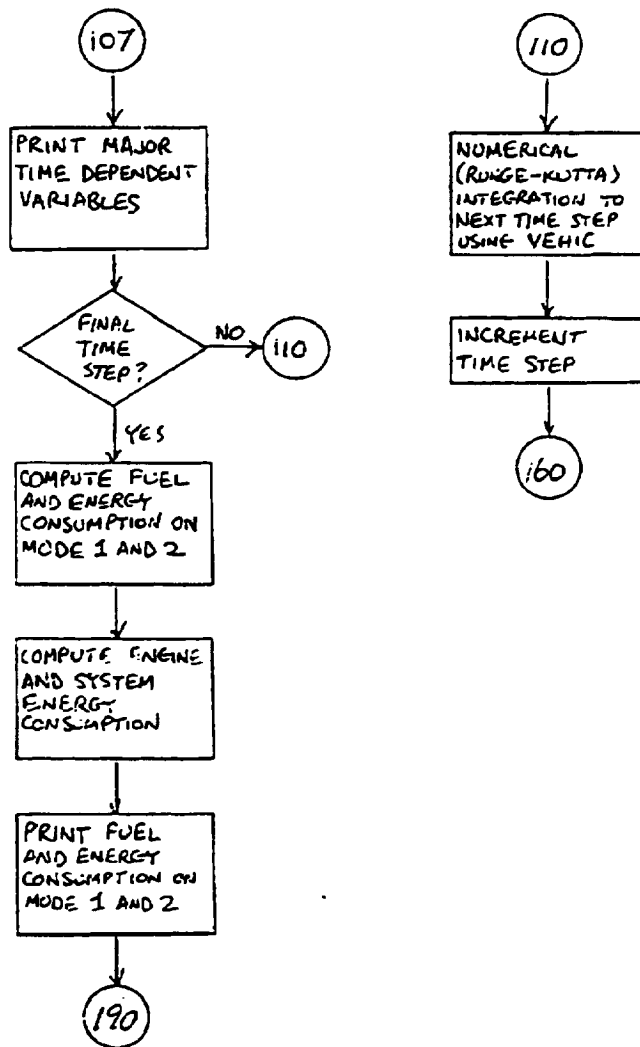 107
PRINT MAJOR
TIME DEPENDENT
VARIABLES
FINAL
TIME
STEP?
NO
110
YES
COMPUTE FUEL
AND ENERGY
CONSUMPTION ON
MODE 1 AND 2
COMPUTE ENGINE
AND SYSTEM
ENERGY
CONSUMPTION
PRINT FUEL
AND ENERGY
CONSUMPTION ON
MODE 1 AND 2
190
110
NUMERICAL
(RUNGE-KUTTA)
INTEGRATION TO
NEXT TIME STEP
USING VEHIC
INCREMENT
TIME STEP
160